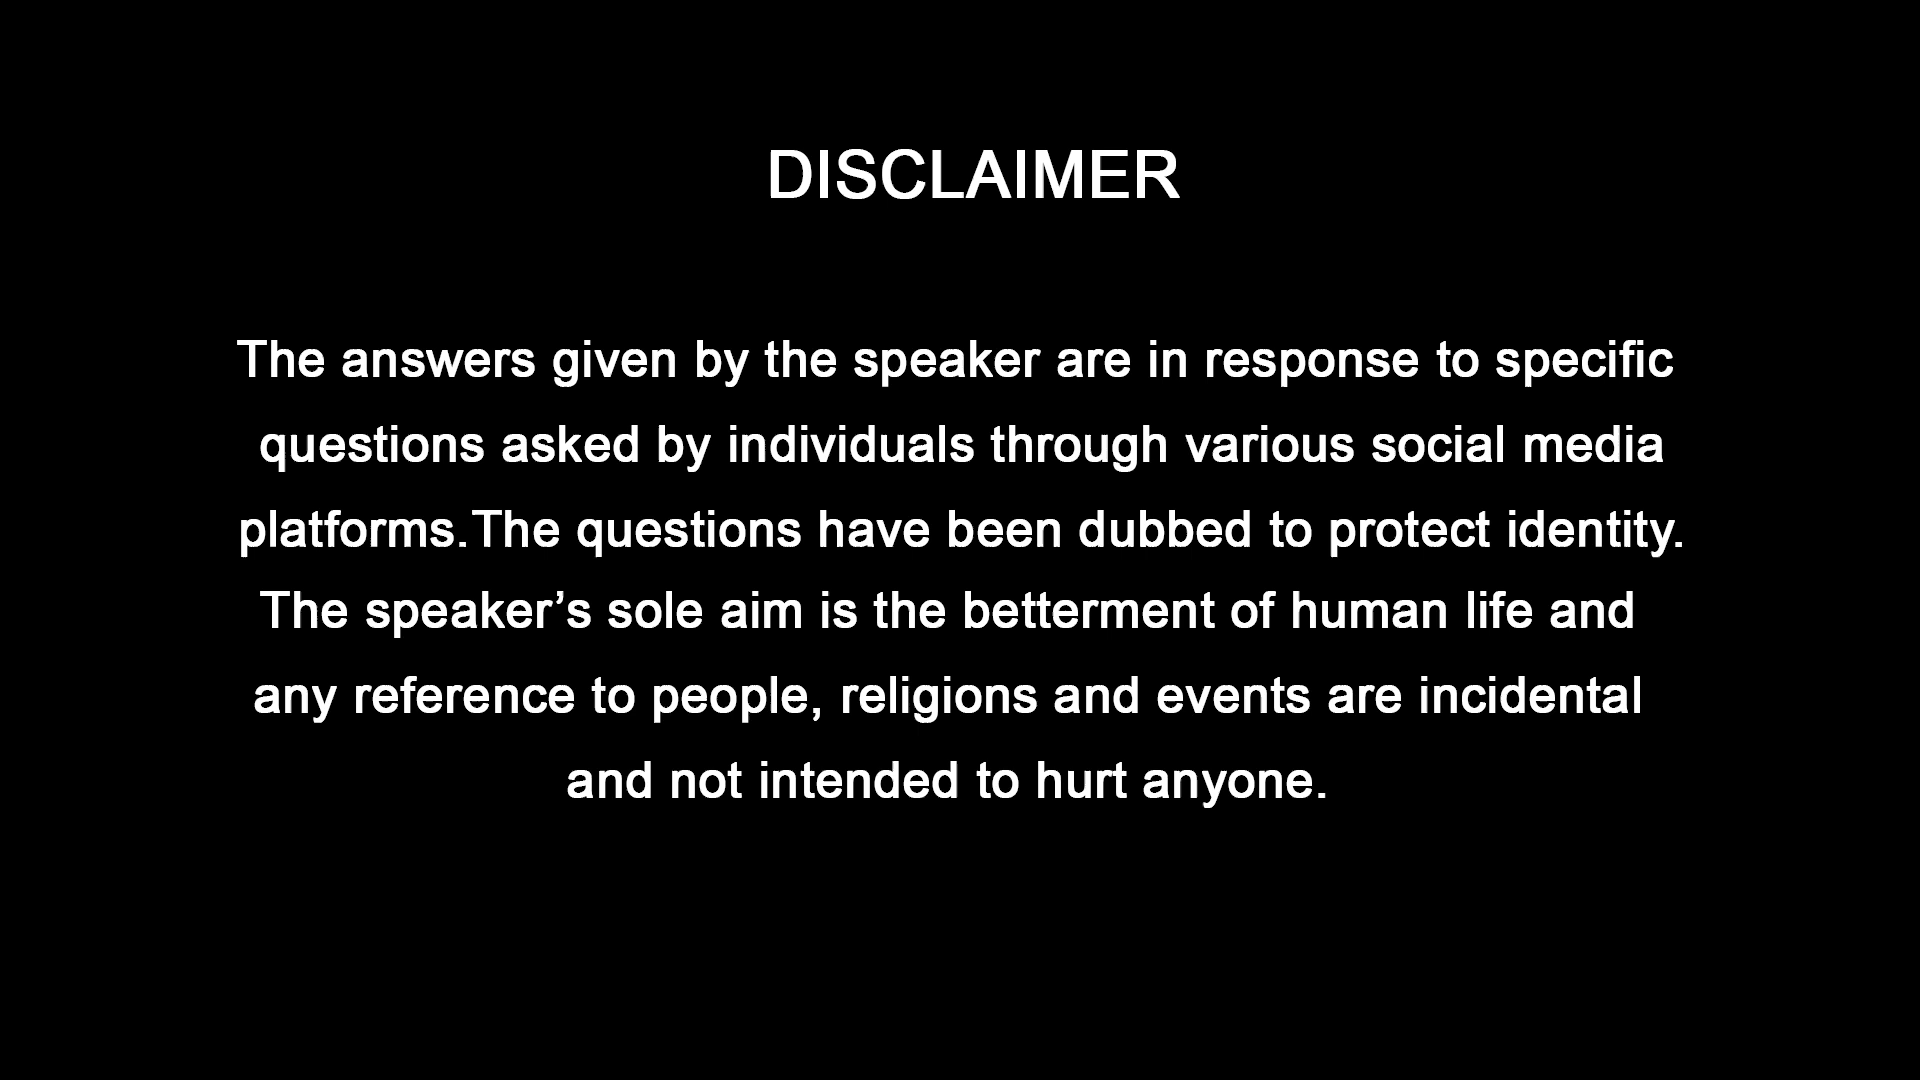 DISCLAIMER
The answers given by the speaker are in response to specific
questions asked by individuals through various social media
platforms.The questions have been dubbed to protect identity.
The speaker’s sole aim is the betterment of human life and
any reference to people, religions and events are incidental
and not intended to hurt anyone.